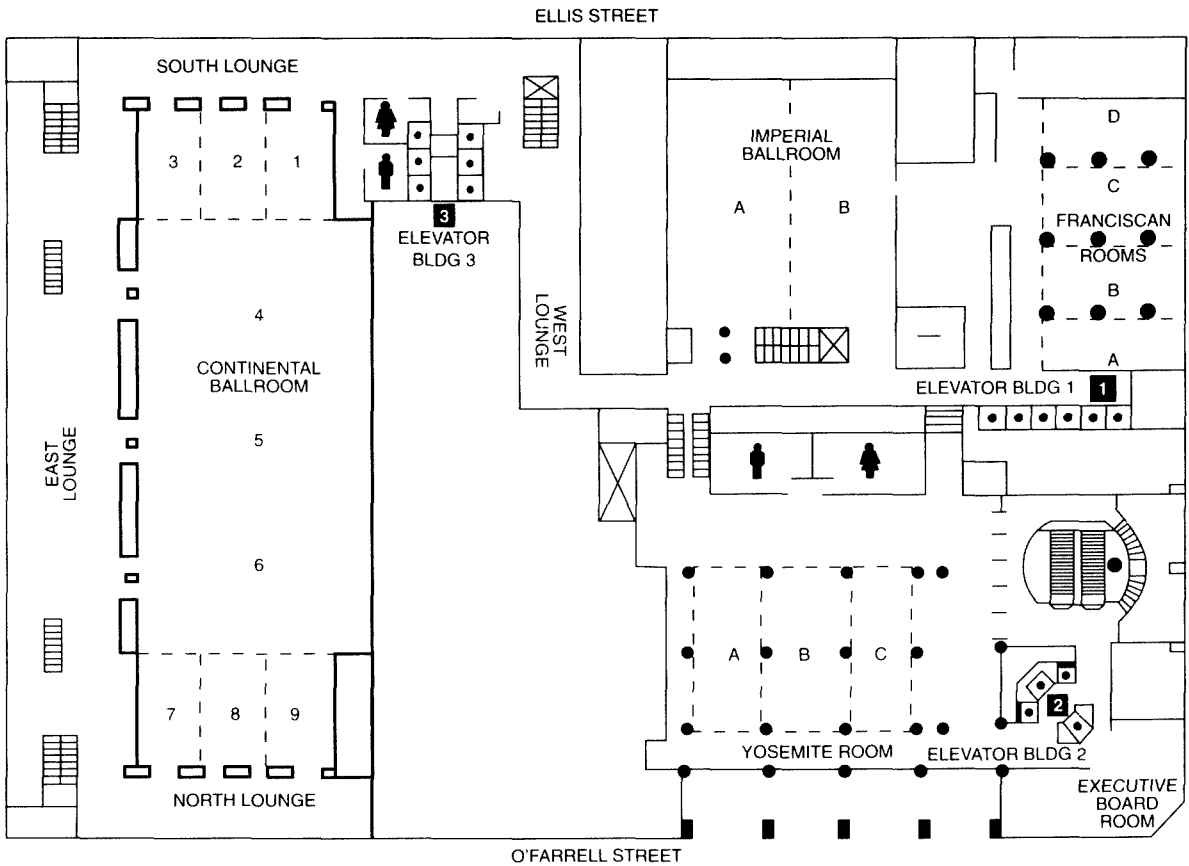 ELLIS STREET
SOUTH LOUNGE
3 2 1
3
ELEVATOR
BLDG 3
IMPERIAL
BALLROOM
A B
D
C
FRANCISCAN
ROOMS
B
A
WEST
LOUNGE
4
CONTINENTAL
BALLROOM
5
6
EAST
LOUNGE
ELEVATOR BLDG 1 1
A B C
YOSEMITE ROOM
2
ELEVATOR BLDG 2
7 8 9
NORTH LOUNGE
EXECUTIVE
BOARD
ROOM
O'FARRELL STREET